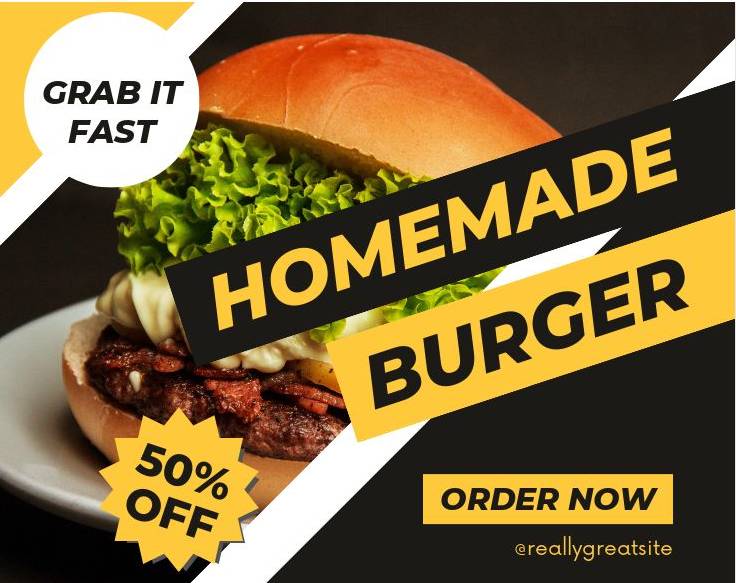 GRAB IT
FAST
HOMEMADE
BURGER
50%
OFF
ORDER NOW
@reallygreatsite